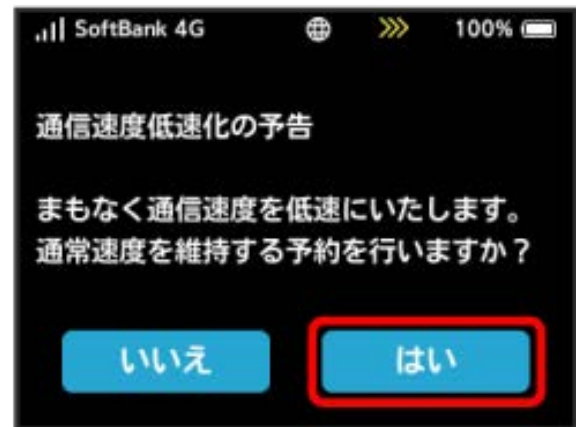 SoftBank 4G 100%
通信速度低速化の予告
まもなく通信速度を低速にいたします。
通常速度を維持する予約を行いますか？
いいえ はい